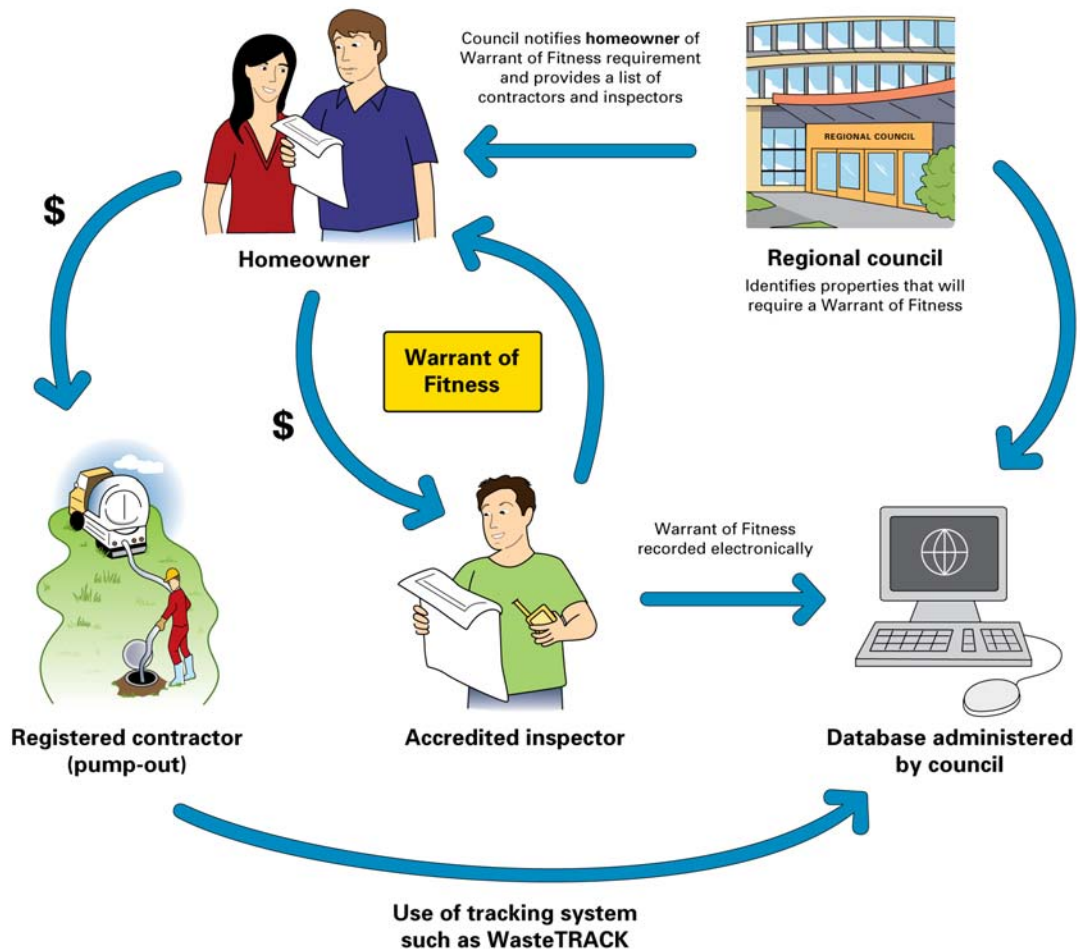 Council notifies homeowner of
Warrant of Fitness requirement
and provides a list of
contractors and inspectors
REGIONAL COUNCIL
$
Homeowner
Regional council
Identifies properties that will
require a Warrant of Fitness
Warrant of
Fitness
$
Warrant of Fitness
recorded electronically
Registered contractor
(pump-out)
Accredited inspector
Database administered
by council
Use of tracking system
such as WasteTRACK